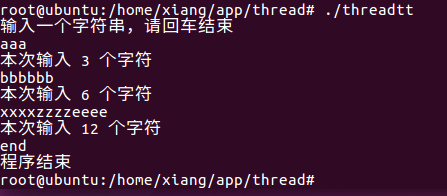 root@ubuntu:/home/xiang/app/thread# ./threadtt
输入一个字符串，请回车结束
aaa
本次输入 3 个字符
bbbbbb
本次输入 6 个字符
xxxxzzzzeeee
本次输入 12 个字符
end
程序结束
root@ubuntu:/home/xiang/app/thread#